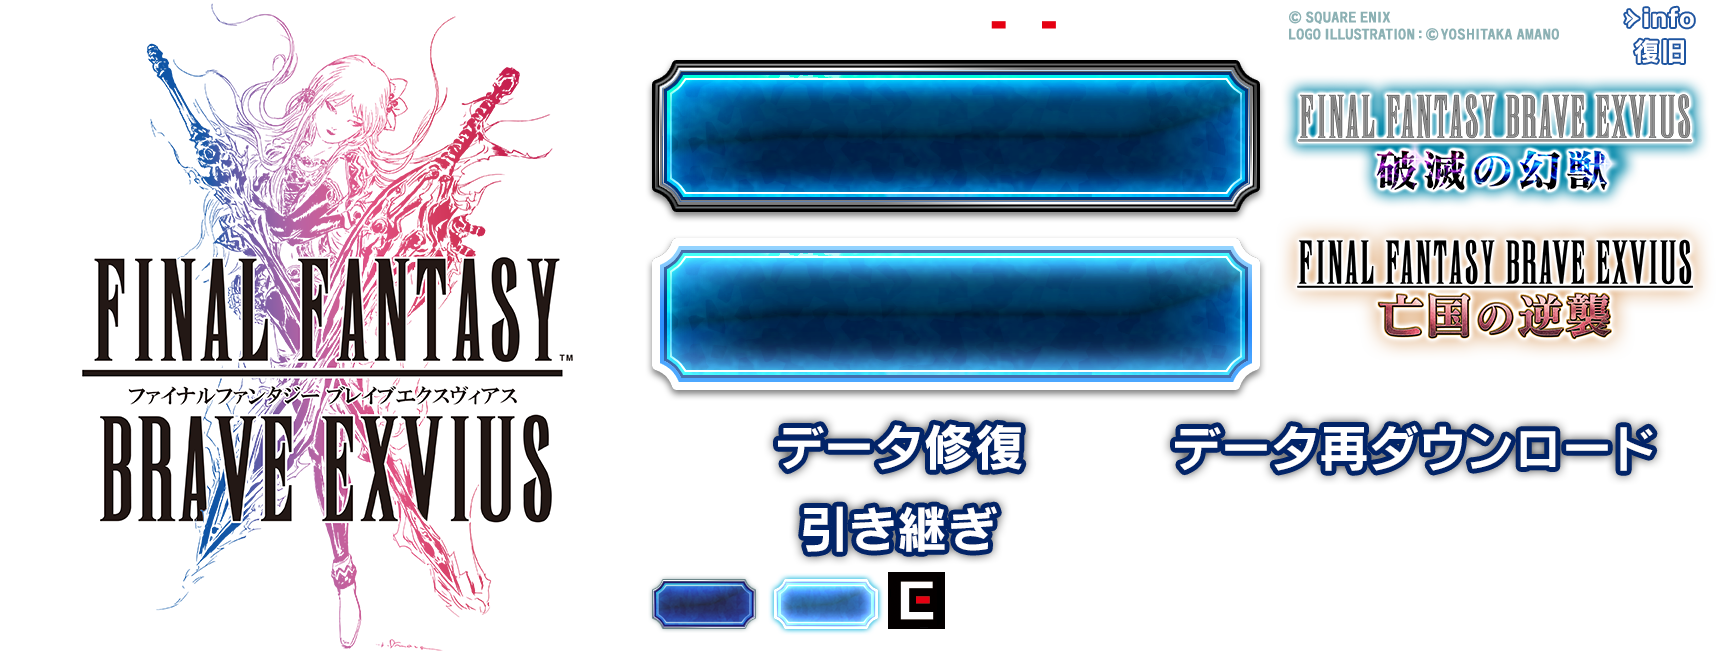 FINAL FANTASY
TM
ファイナルファンタジー ブレイブエクスヴィアス
BRAVE EXVIUS
© SQUARE ENIX
LOGO ILLUSTRATION : © YOSHITAKA AMANO
>info
復旧
FINAL FANTASY BRAVE EXVIUS
破滅の幻獣
FINAL FANTASY BRAVE EXVIUS
亡国の逆襲
データ修復
データ再ダウンロード
引き継ぎ